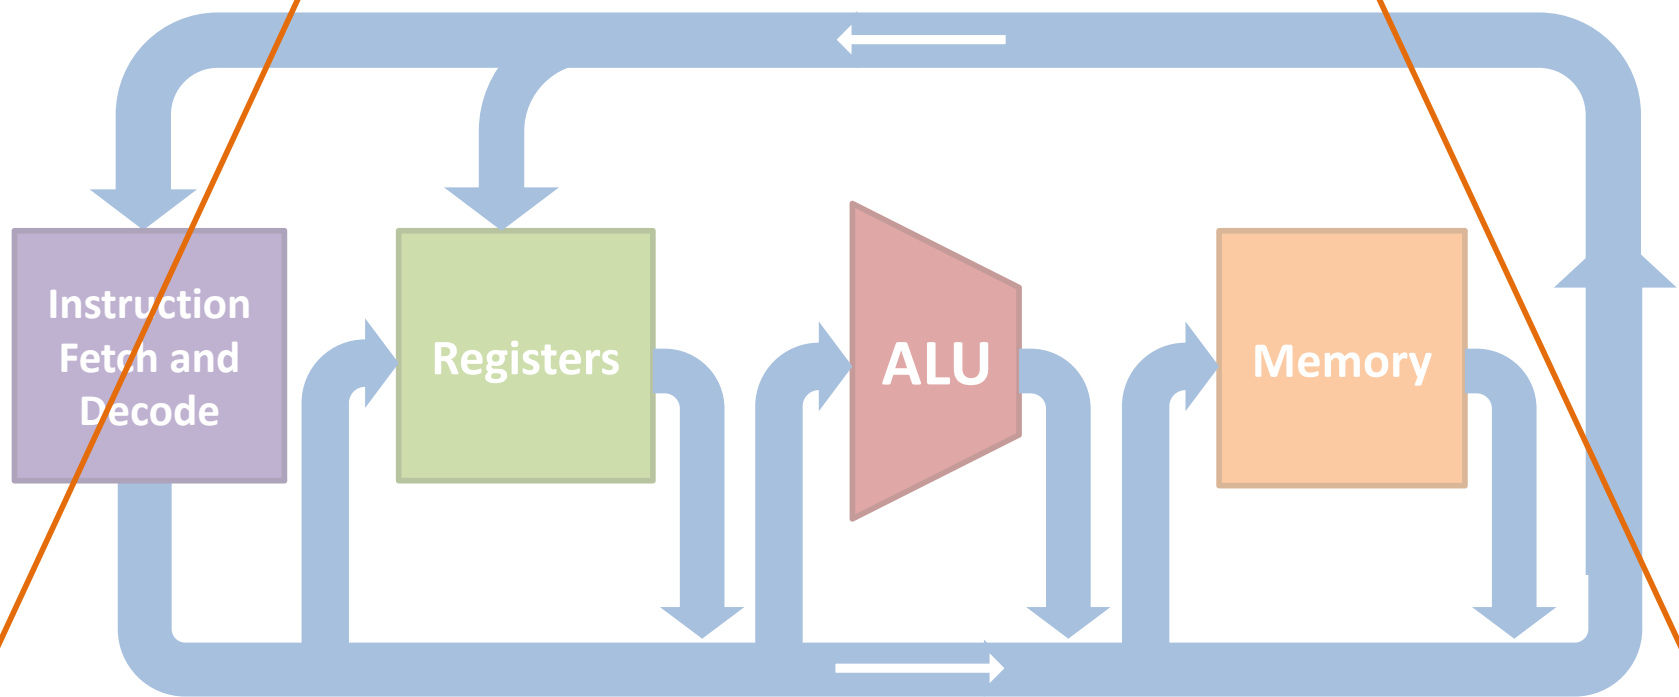 Instruction
Fetch and
Decode
Registers
ALU
Memory